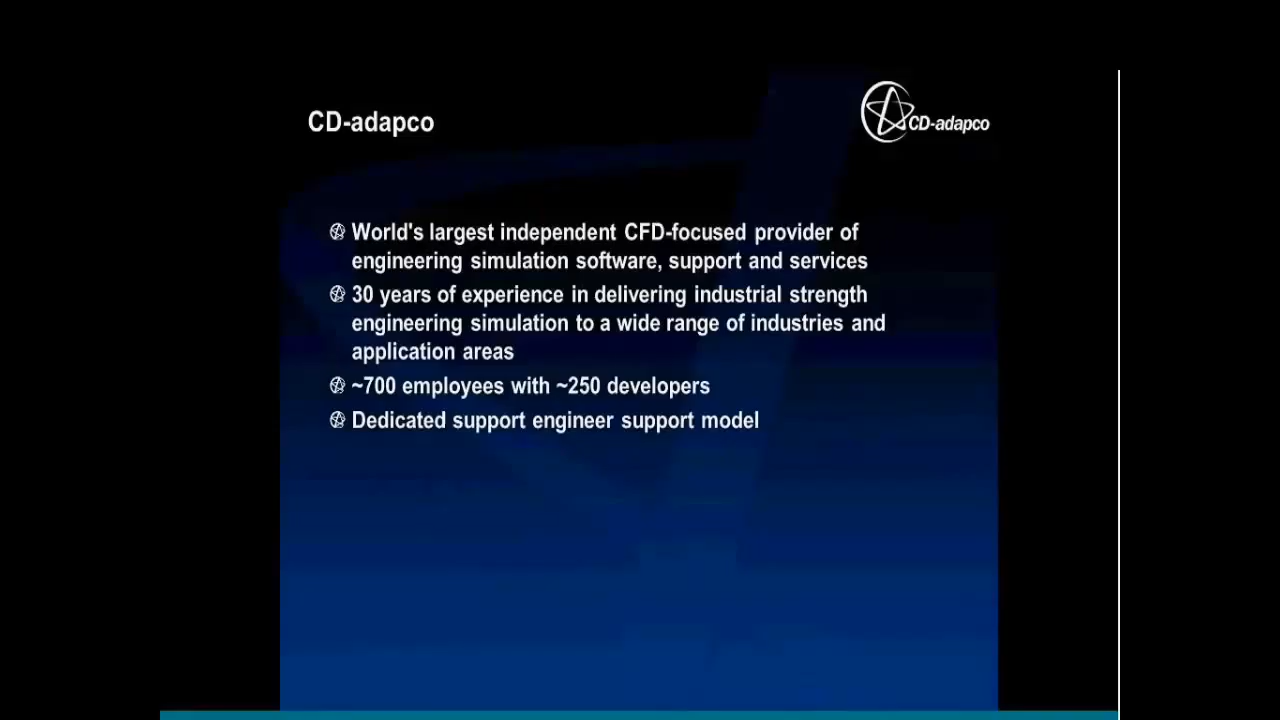 CD-adapco
CD-adapco
World's largest independent CFD-focused provider of
engineering simulation software, support and services
30 years of experience in delivering industrial strength
engineering simulation to a wide range of industries and
application areas
~700 employees with ~250 developers
Dedicated support engineer support model